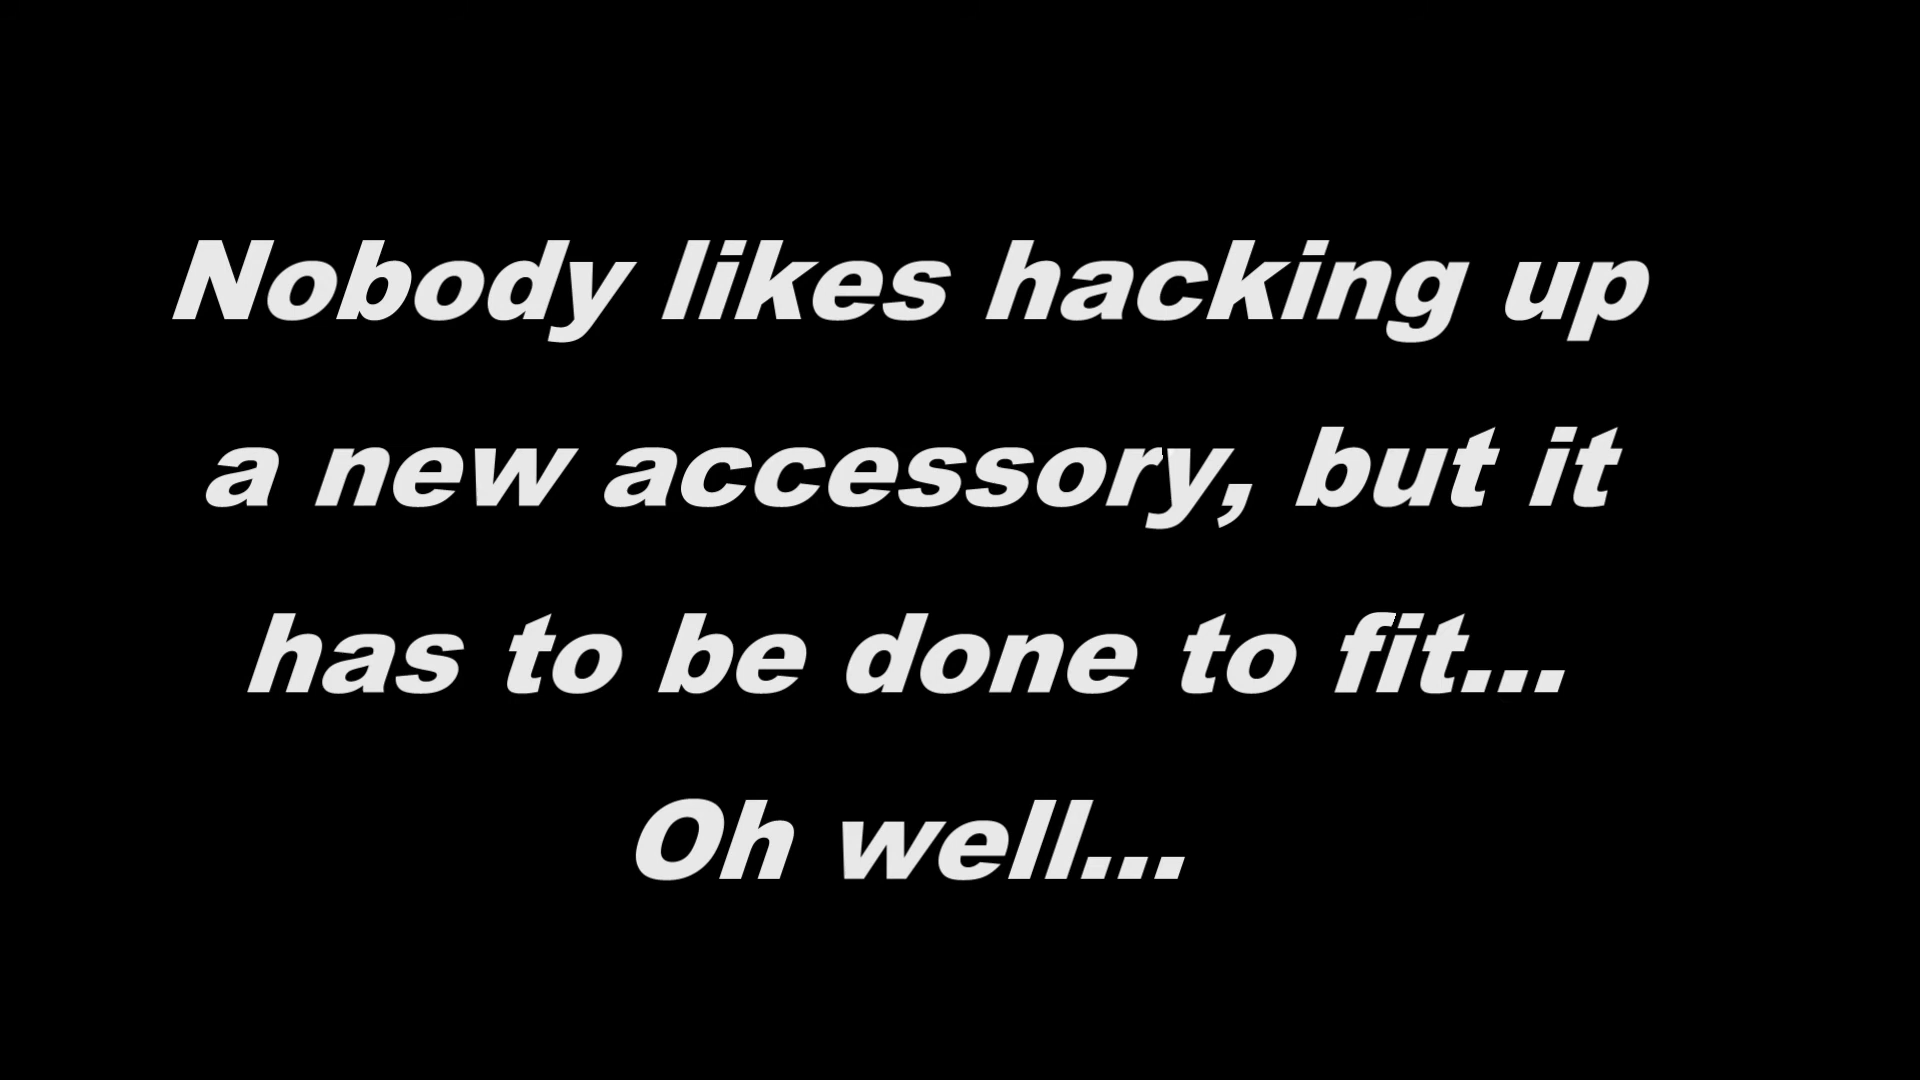 Nobody likes hacking up
a new accessory, but it
has to be done to fit...
Oh well...